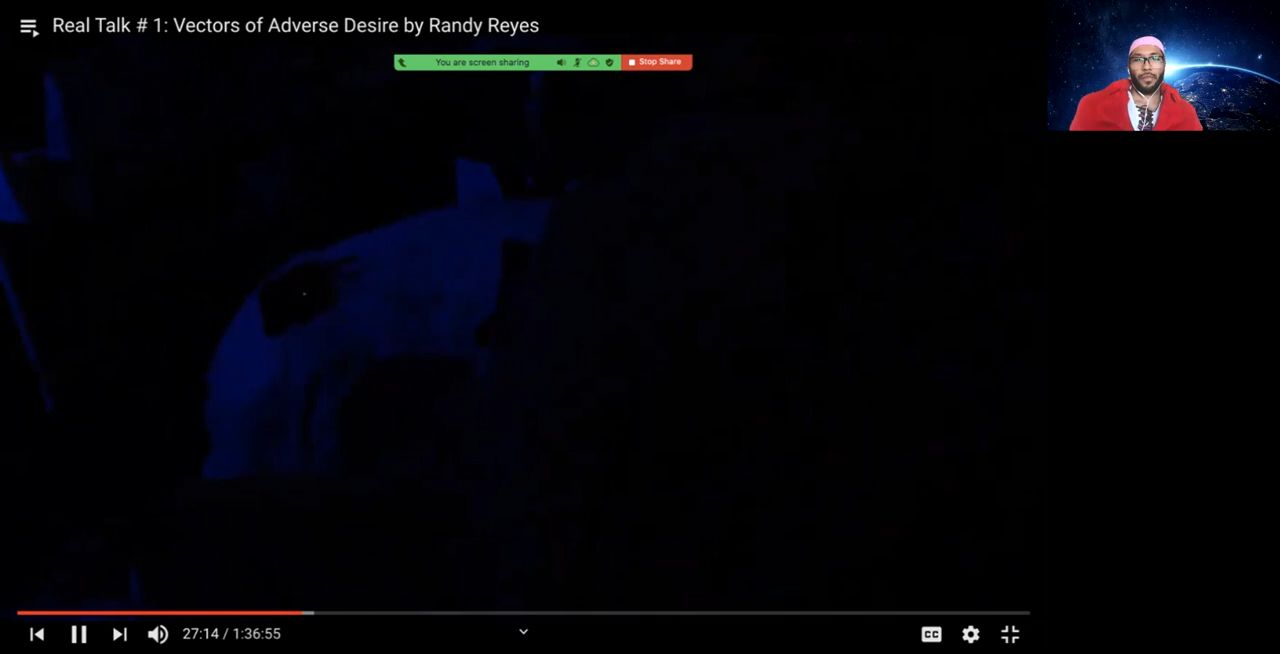 Real Talk # 1: Vectors of Adverse Desire by Randy Reyes
You are screen sharing Stop Share
27:14 / 1:36:55
CC